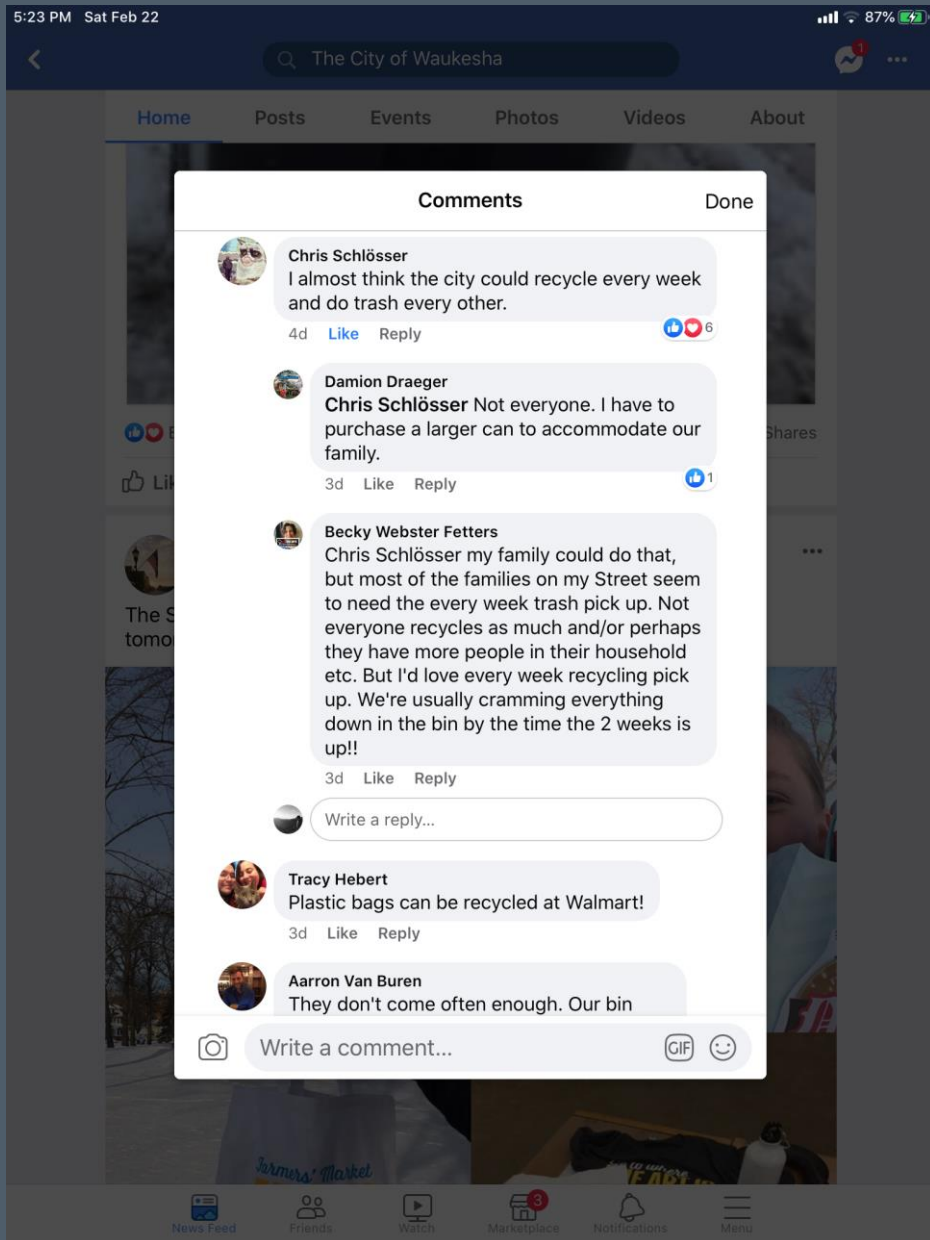 5:23 PM Sat Feb 22
87%
The City of Waukesha
1
Home Posts Events Photos Videos About
Comments
Done
Chris Schlösser
I almost think the city could recycle every week
and do trash every other.
4d Like Reply
6
Damion Draeger
Chris Schlösser Not everyone. I have to
purchase a larger can to accommodate our
family.
3d Like Reply
1
Shares
Becky Webster Fetters
Chris Schlösser my family could do that,
but most of the families on my Street seem
to need the every week trash pick up. Not
everyone recycles as much and/or perhaps
they have more people in their household
etc. But I'd love every week recycling pick
up. We're usually cramming everything
down in the bin by the time the 2 weeks is
up!!
3d Like Reply
Write a reply...
Tracy Hebert
Plastic bags can be recycled at Walmart!
3d Like Reply
Aarron Van Buren
They don't come often enough. Our bin
Write a comment...
GIF
Farmers' Market
3
News Feed Friends Watch Marketplace Notifications Menu